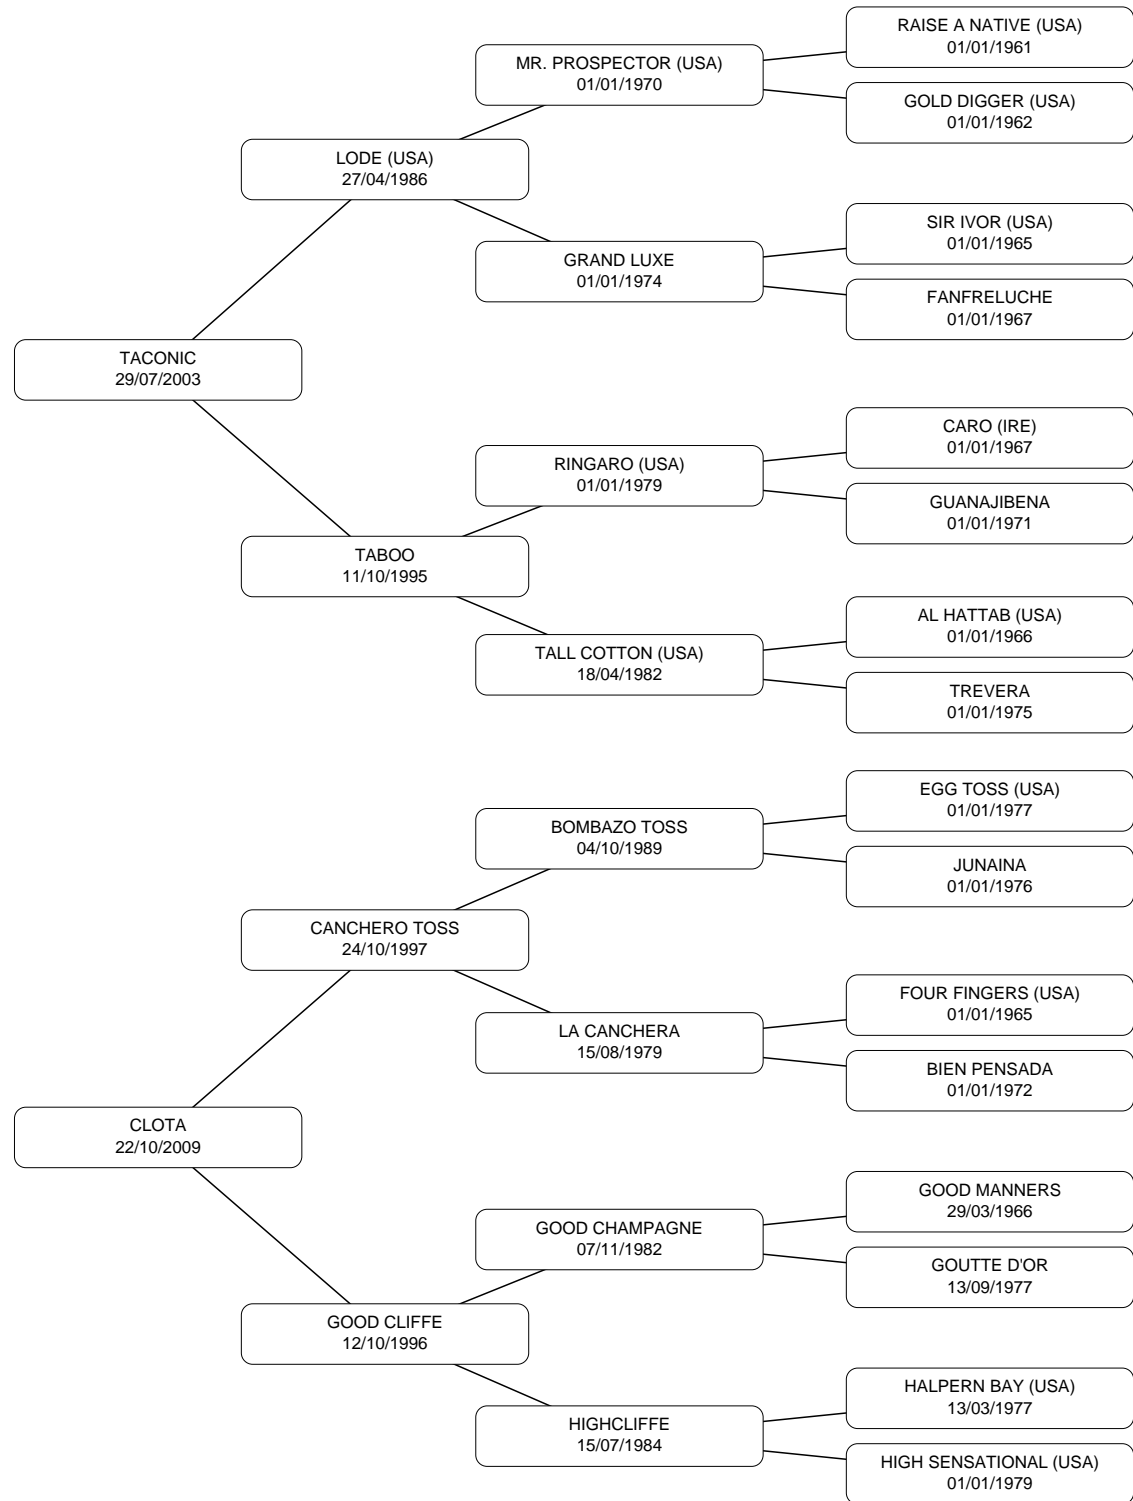 RAISE A NATIVE (USA)
01/01/1961
MR. PROSPECTOR (USA)
01/01/1970
GOLD DIGGER (USA)
01/01/1962
LODE (USA)
27/04/1986
SIR IVOR (USA)
01/01/1965
GRAND LUXE
01/01/1974
FANFRELUCHE
01/01/1967
TACONIC
29/07/2003
CARO (IRE)
01/01/1967
RINGARO (USA)
01/01/1979
GUANAJIBENA
01/01/1971
TABOO
11/10/1995
AL HATTAB (USA)
01/01/1966
TALL COTTON (USA)
18/04/1982
TREVERA
01/01/1975
EGG TOSS (USA)
01/01/1977
BOMBAZO TOSS
04/10/1989
JUNAINA
01/01/1976
CANCHERO TOSS
24/10/1997
FOUR FINGERS (USA)
01/01/1965
LA CANCHERA
15/08/1979
BIEN PENSADA
01/01/1972
CLOTA
22/10/2009
GOOD MANNERS
29/03/1966
GOOD CHAMPAGNE
07/11/1982
GOUTTE D'OR
13/09/1977
GOOD CLIFFE
12/10/1996
HALPERN BAY (USA)
13/03/1977
HIGHCLIFFE
15/07/1984
HIGH SENSATIONAL (USA)
01/01/1979